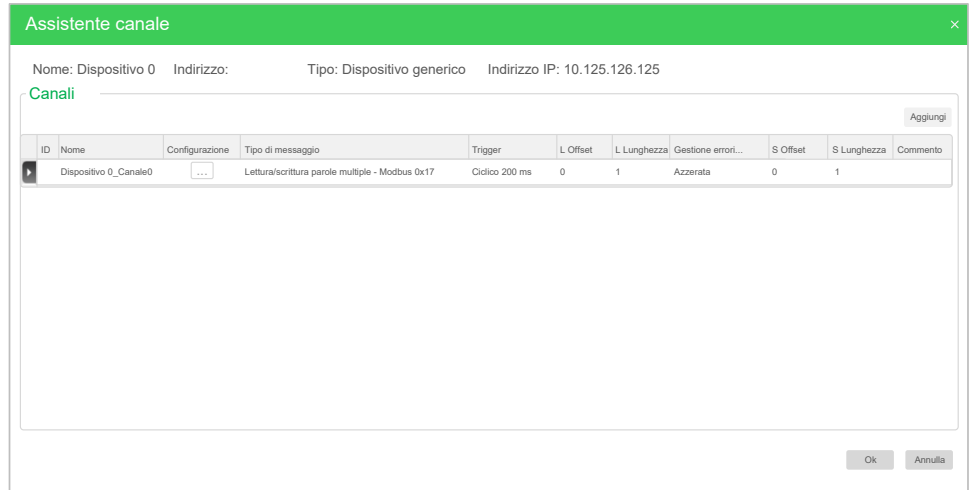 Assistente canale ×
Nome: Dispositivo 0 Indirizzo: Tipo: Dispositivo generico Indirizzo IP: 10.125.126.125
Canali
Aggiungi
ID Nome Configurazione Tipo di messaggio Trigger L Offset L Lunghezza Gestione errori... S Offset S Lunghezza Commento
Dispositivo 0_Canale0 ... Lettura/scrittura parole multiple - Modbus 0x17 Ciclico 200 ms 0 1 Azzerata 0 1
Ok Annulla